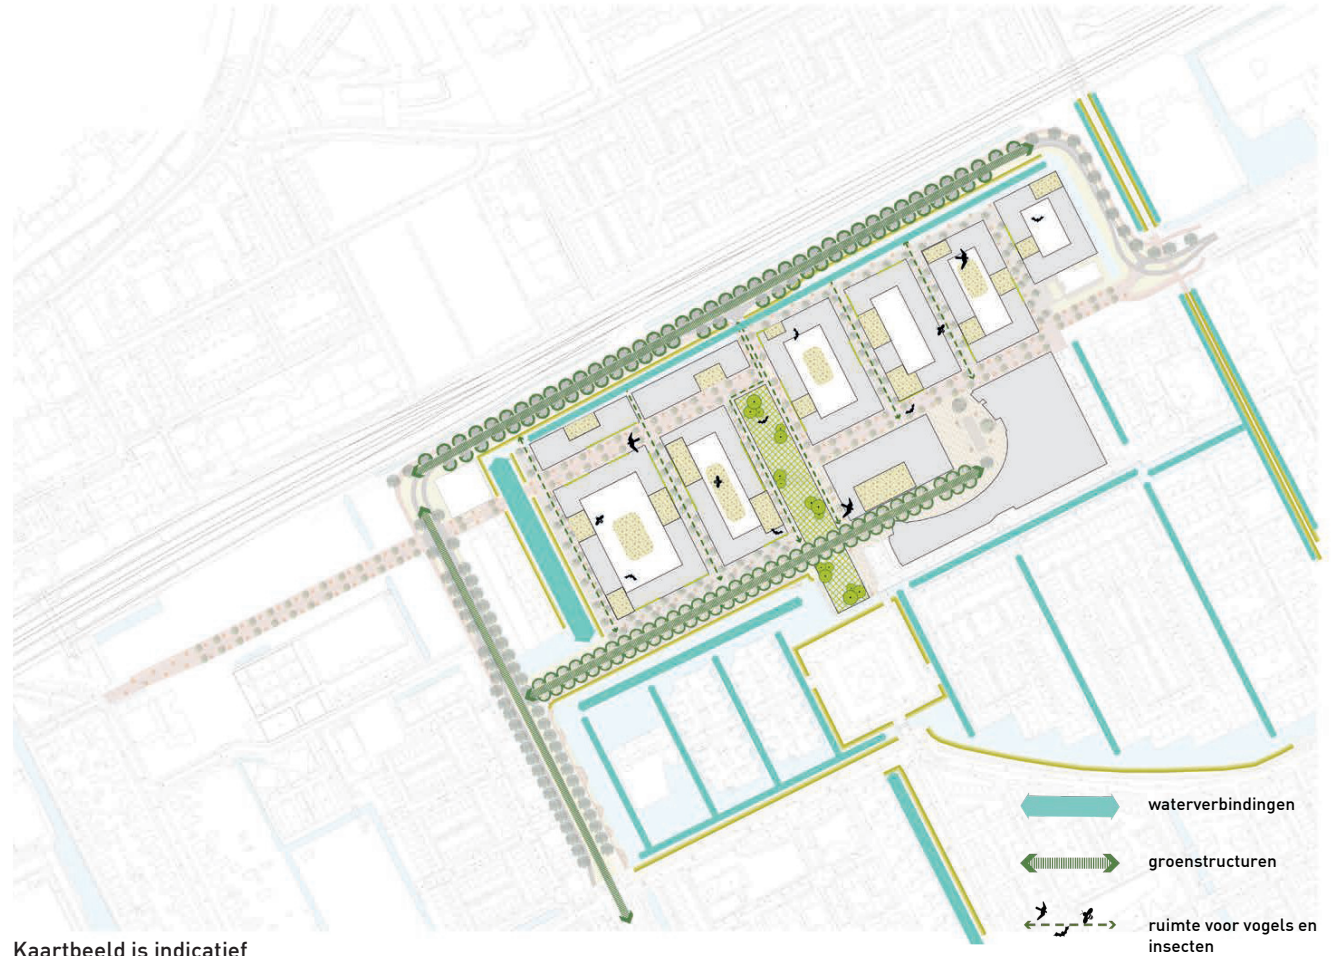 waterverbindingen
groenstructuren
ruimte voor vogels en
insecten
Kaartbeeld is indicatief